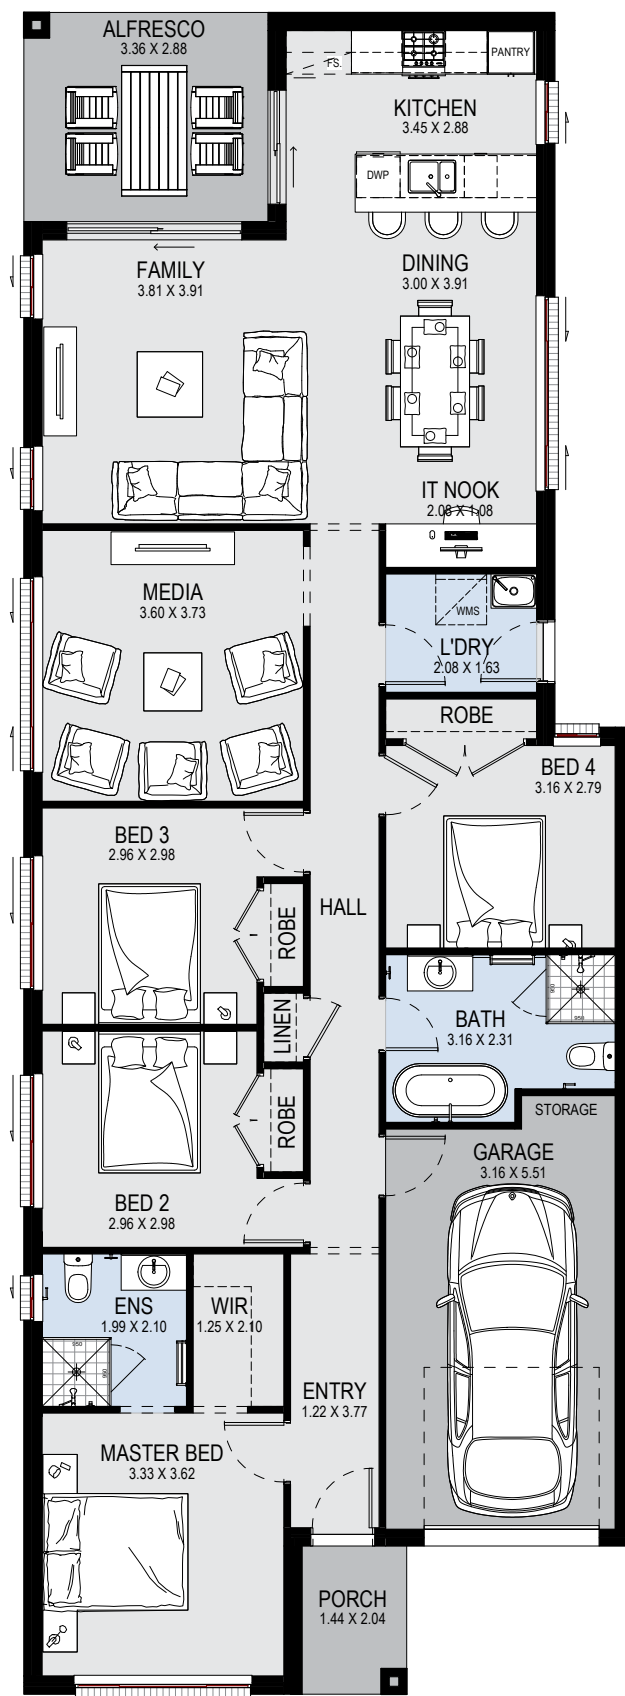 ALFRESCO
3.36 X 2.88
FS.
PANTRY
KITCHEN
3.45 X 2.88
DWP
FAMILY
3.81 X 3.91
DINING
3.00 X 3.91
IT NOOK
2.08 X 1.08
MEDIA
3.60 X 3.73
WMS
L'DRY
2.08 X 1.63
ROBE
BED 4
3.16 X 2.79
BED 3
2.96 X 2.98
ROBE
HALL
LINEN
BATH
3.16 X 2.31
950
950
ROBE
STORAGE
GARAGE
3.16 X 5.51
BED 2
2.96 X 2.98
ENS
1.99 X 2.10
WIR
1.25 X 2.10
950
950
ENTRY
1.22 X 3.77
MASTER BED
3.33 X 3.62
PORCH
1.44 X 2.04